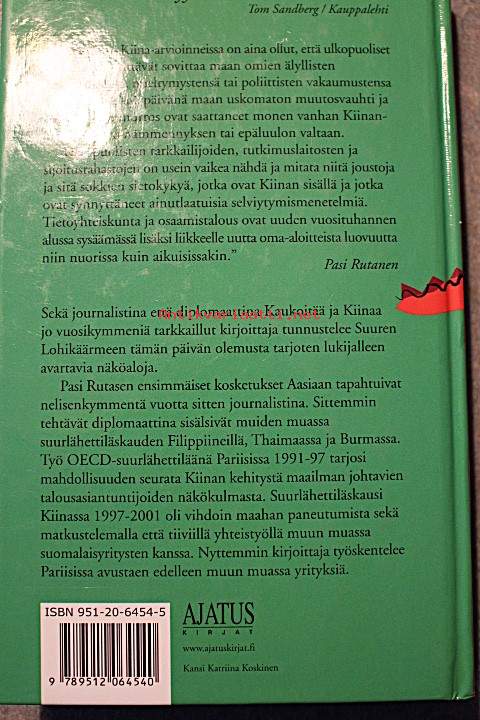 Tom Sandberg / Kauppalehti
Kiina-arvioinneissa on aina ollut, että ulkopuoliset
sovittaa maan omien älyllisten
tai poliittisten vakaumustensa
päivänä maan uskomaton muutosvauhti ja
ovat saattaneet monen vanhan Kiinan-
ämmennyksen tai epäluulon valtaan.
tarkkailijoiden, tutkimuslaitosten ja
sijoitusrahastojen on usein vaikea nähdä ja mitata niitä joustoja
ja sitä sokkien sietokykyä, jotka ovat Kiinan sisällä ja jotka
ovat synnyttäneet ainutlaatuisia selviytymismenetelmiä.
Tietoyhteiskunta ja osaamistalous ovat uuden vuosituhannen
alussa sysäämässä lisäksi liikkeelle uutta oma-aloitteista luovuutta
niin nuorissa kuin aikuisissakin.”
Pasi Rutanen
Sekä journalistina että diplomaattina Kaukoitää ja Kiinaa
jo vuosikymmeniä tarkkaillut kirjoittaja tunnustelee Suuren
Lohikäärmeen tämän päivän olemusta tarjoten lukijalleen
avartavia näköaloja.
Pasi Rutasen ensimmäiset kosketukset Aasiaan tapahtuivat
nelisenkymmentä vuotta sitten journalistina. Sittemmin
tehtävät diplomaattina sisälsivät muiden muassa
suurlähettiläskauden Filippiineillä, Thaimaassa ja Burmassa.
Työ OECD-suurlähettiläänä Pariisissa 1991-97 tarjosi
mahdollisuuden seurata Kiinan kehitystä maailman johtavien
talousasiantuntijoiden näkökulmasta. Suurlähettiläskausi
Kiinassa 1997-2001 oli vihdoin maahan paneutumista sekä
matkustelemalla että tiiviillä yhteistyöllä muun muassa
suomalaisyritysten kanssa. Nyttemmin kirjoittaja työskentelee
Pariisissa avustaen edelleen muun muassa yrityksiä.
ISBN 951-20-6454-5
9 789512 064540
AJATUS
KIRJAT
www.ajatuskirjat.fi
Kansi Katriina Koskinen